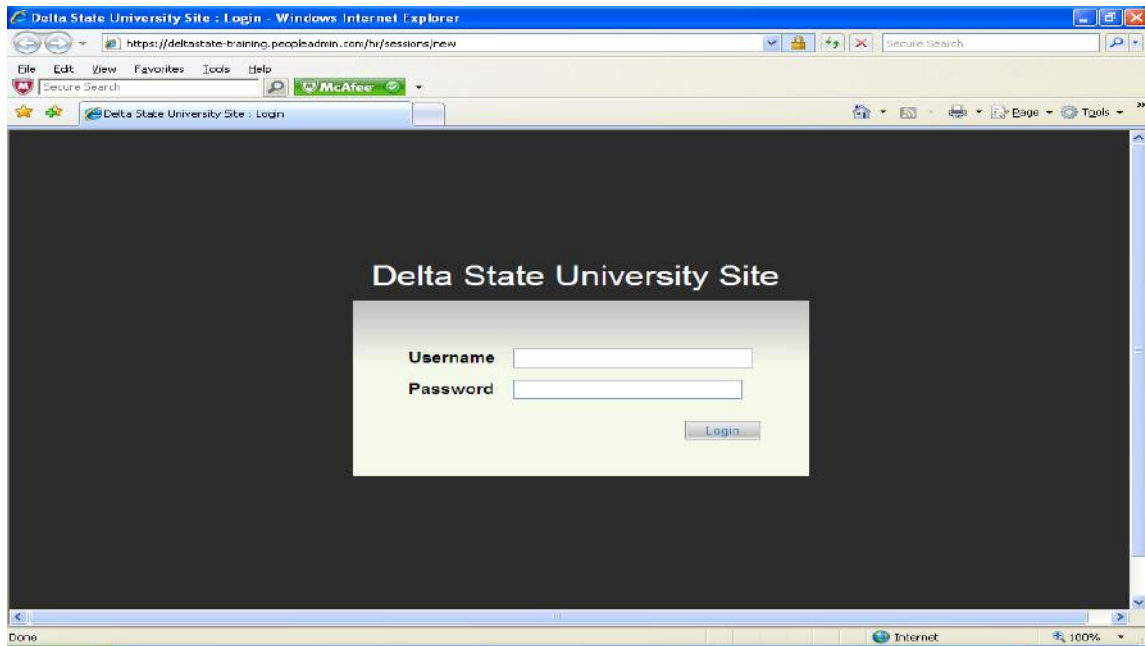 Delta State University Site : Login - Windows Internet Explorer
https://deltastate-training.peopleadmin.com/hr/sessions/new
Secure Search
File Edit View Favorites Tools Help
Secure Search McAfee
Delta State University Site : Login
Page Tools »
Delta State University Site
Username
Password
Login
Done Internet 100%